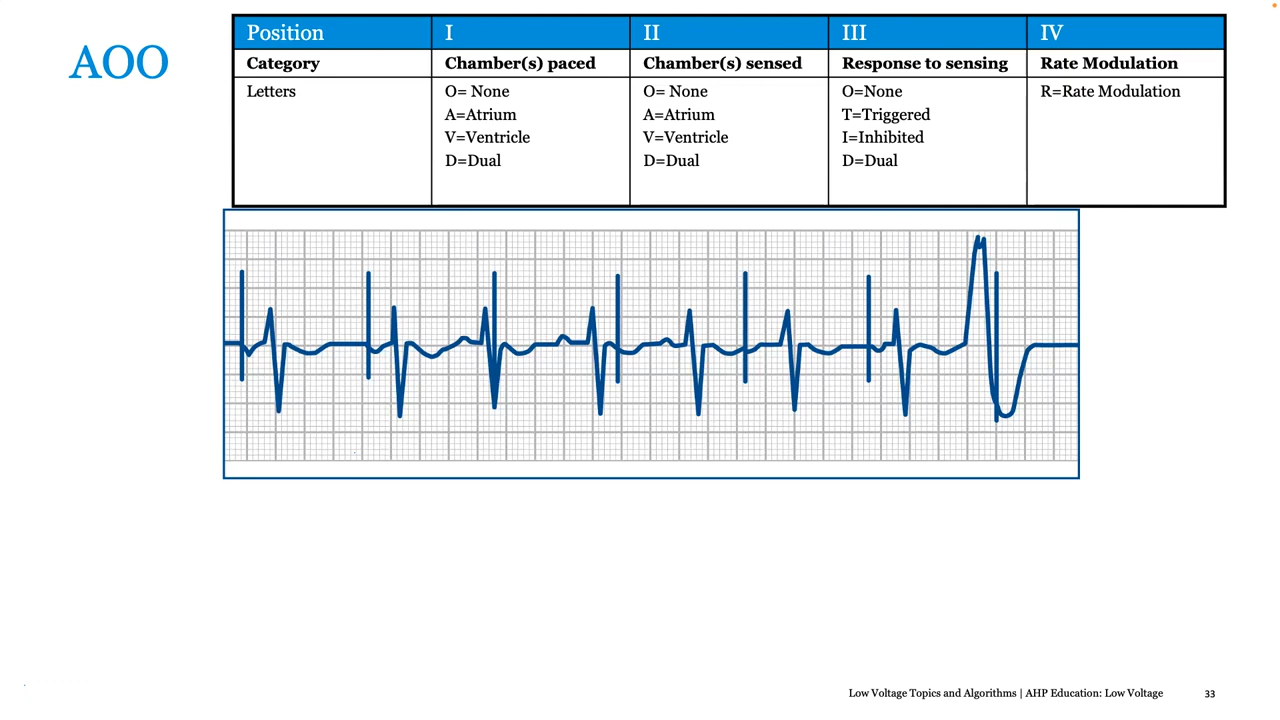 AOO
Position I II III IV
Category Chamber(s) paced Chamber(s) sensed Response to sensing Rate Modulation
Letters O= None O= None O=None R=Rate Modulation
A=Atrium A=Atrium T=Triggered
V=Ventricle V=Ventricle I=Inhibited
D=Dual D=Dual D=Dual
Low Voltage Topics and Algorithms | AHP Education: Low Voltage 33